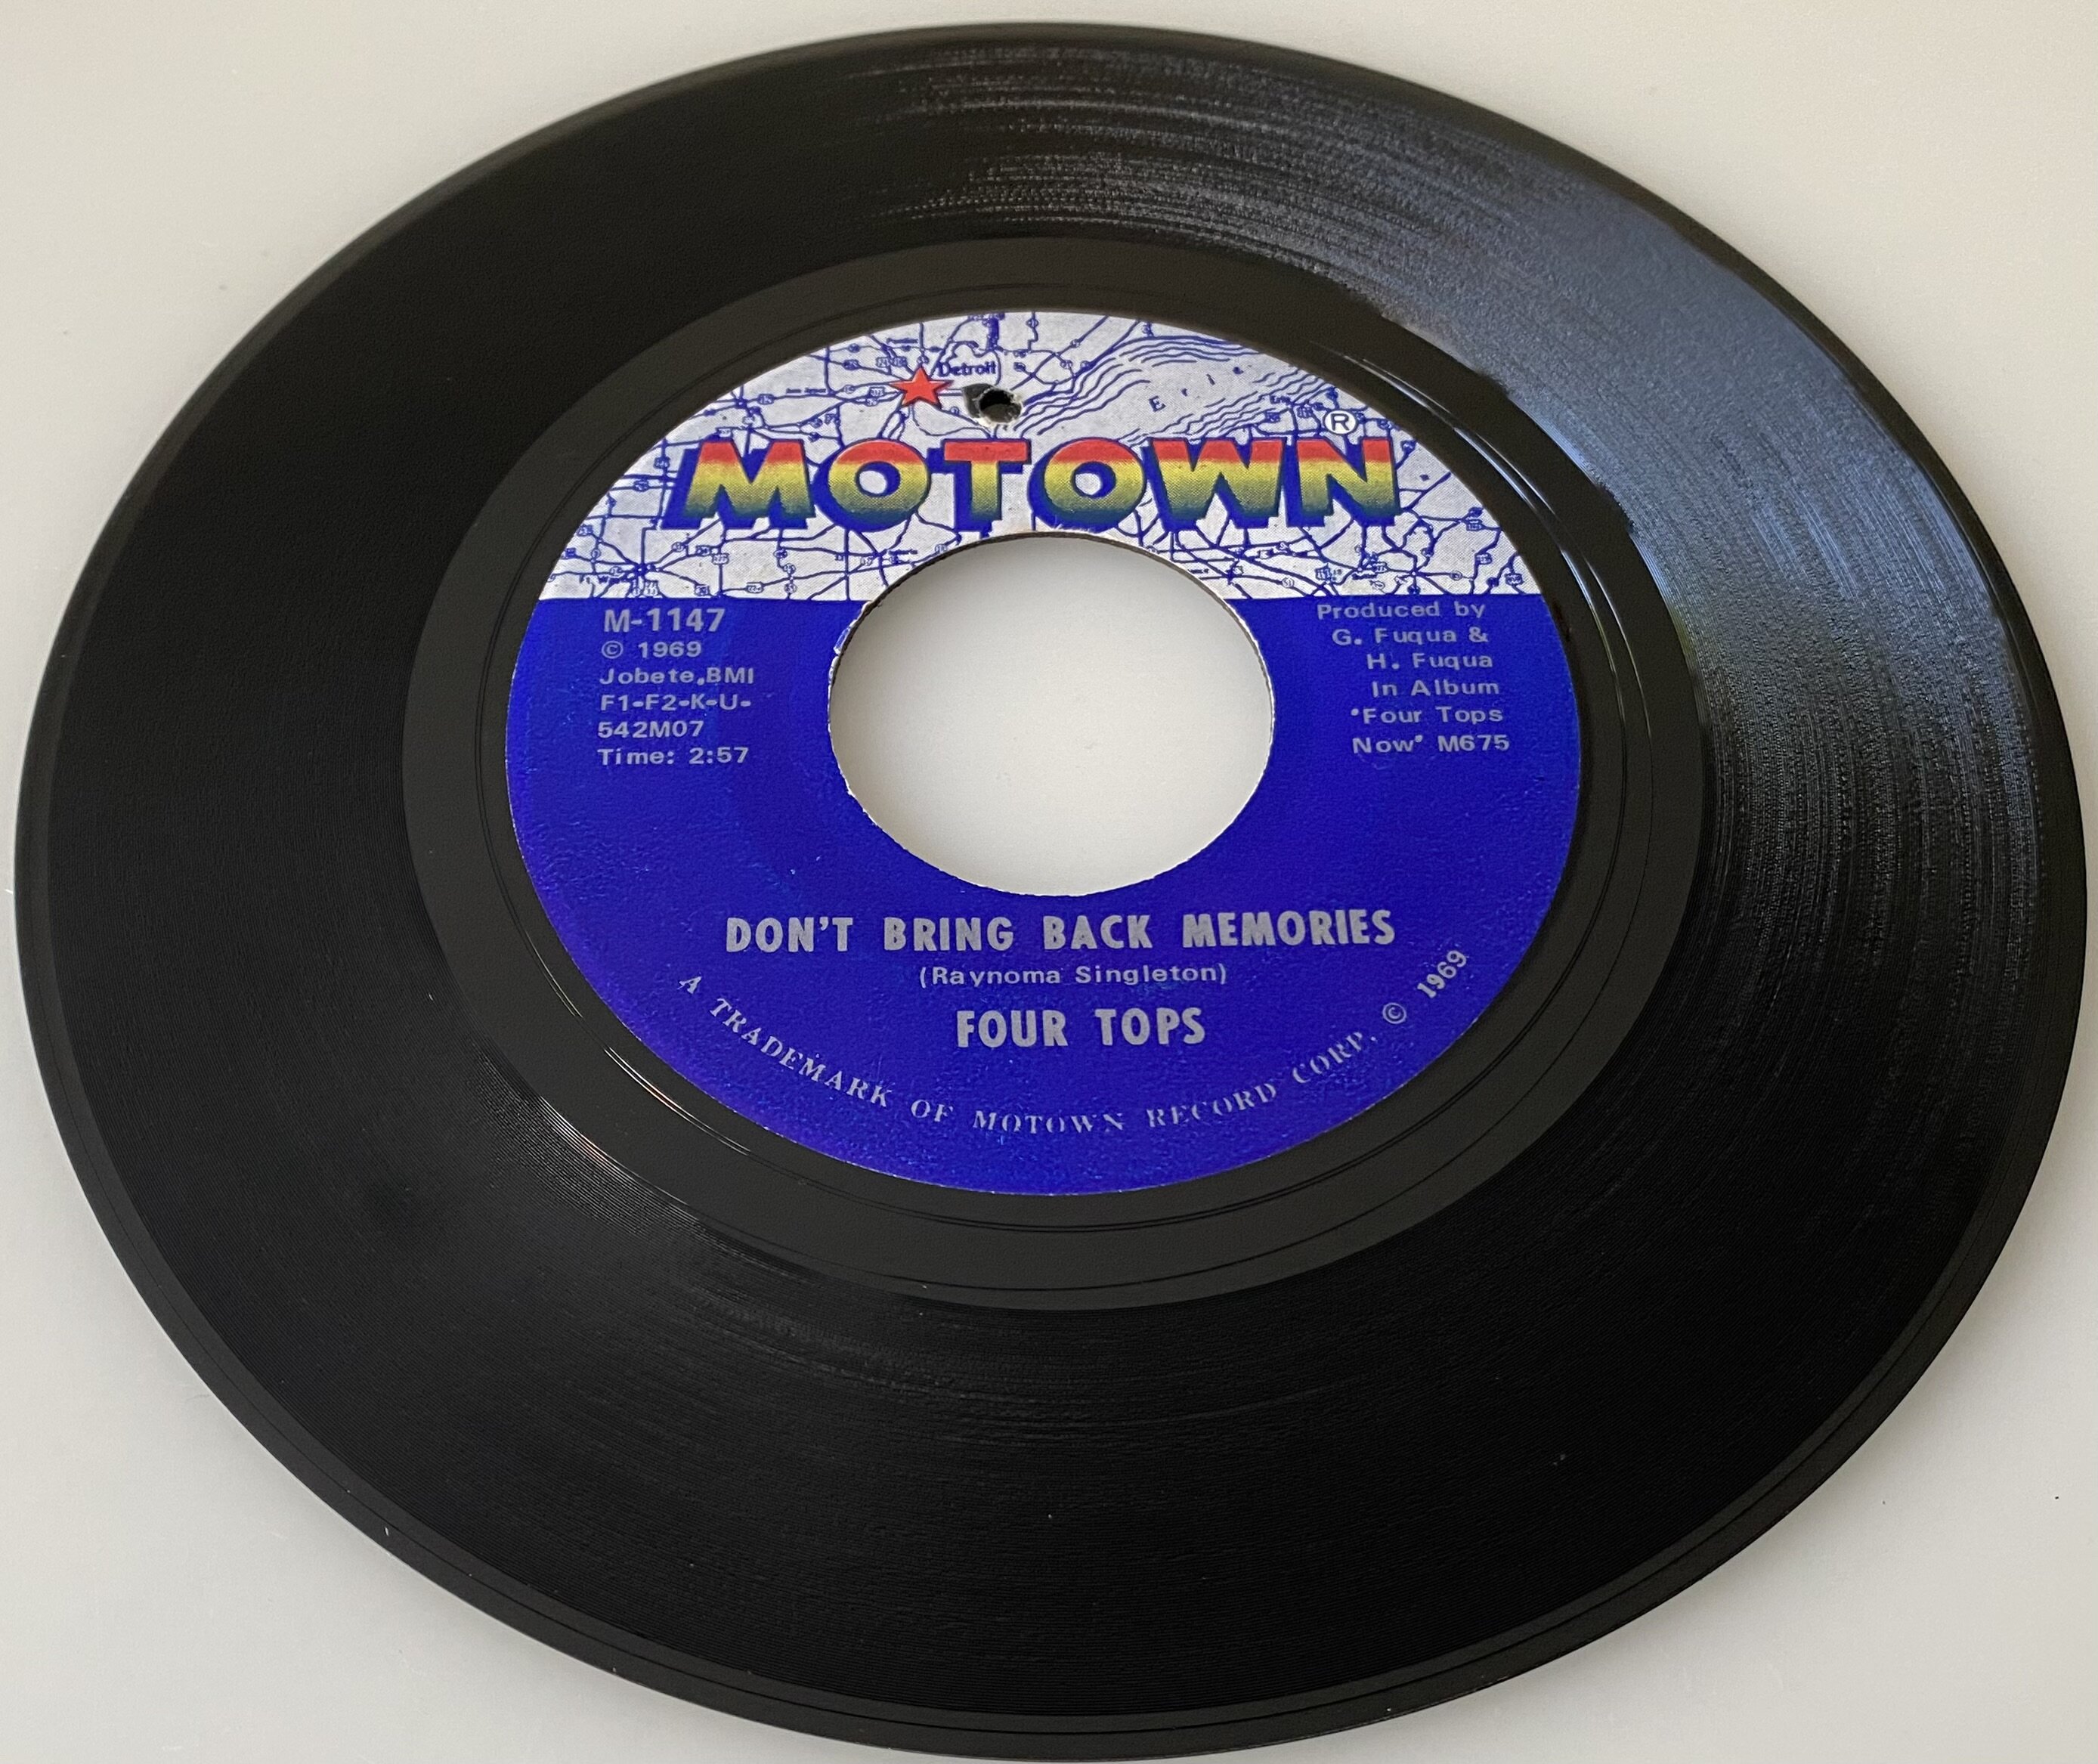 Detroit
Erie
MOTOWN
®
M-1147
© 1969
Jobete,BMI
F1-F2-K-U-
542M07
Time: 2:57
Produced by
G. Fuqua &
H. Fuqua
In Album
"Four Tops
Now" M675
DON'T BRING BACK MEMORIES
(Raynoma Singleton)
FOUR TOPS
A TRADEMARK OF MOTOWN RECORD CORP. © 1969